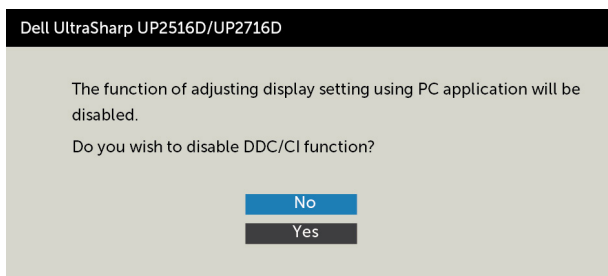 Dell UltraSharp UP2516D/UP2716D
The function of adjusting display setting using PC application will be
disabled.
Do you wish to disable DDC/CI function?
No
Yes